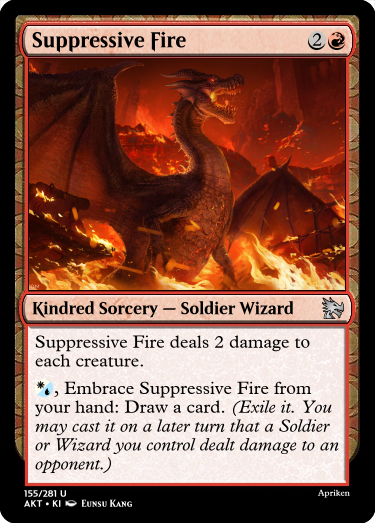 Suppressive Fire 2
Kindred Sorcery — Soldier Wizard
Suppressive Fire deals 2 damage to
each creature.
, Embrace Suppressive Fire from
your hand: Draw a card. (Exile it. You
may cast it on a later turn that a Soldier
or Wizard you control dealt damage to an
opponent.)
155/281 U
Apriken
AKT • KI Eunsu Kang